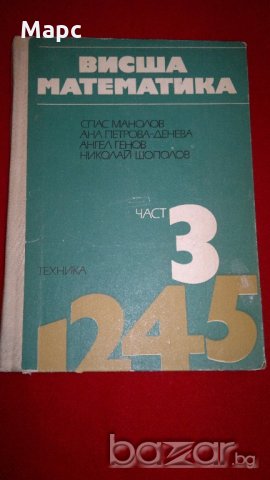 Марс
ВИСША
МАТЕМАТИКА
СПАС МАНОЛОВ
АНА ПЕТРОВА-ДЕНЕВА
АНГЕЛ ГЕНОВ
НИКОЛАЙ ШОПОЛОВ
ЧАСТ
3
ТЕХНИКА
1245
bazar.bg